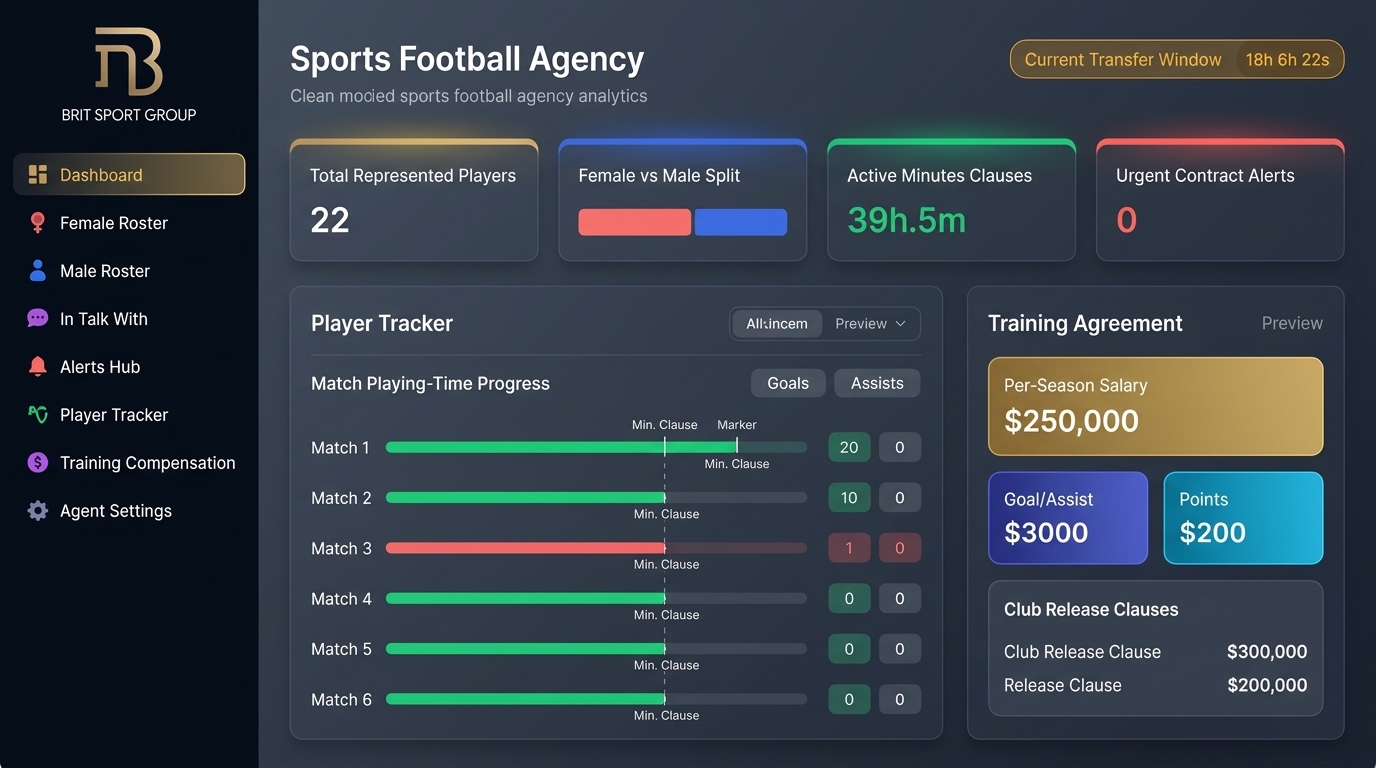 BRIT SPORT GROUP
Dashboard
Female Roster
Male Roster
In Talk With
Alerts Hub
Player Tracker
Training Compensation
Agent Settings
Sports Football Agency
Clean mocied sports football agency analytics
Current Transfer Window 18h 6h 22s
Total Represented Players
22
Female vs Male Split
Active Minutes Clauses
39h.5m
Urgent Contract Alerts
0
Player Tracker
Preview
Match Playing-Time Progress
Goals Assists
Min. Clause Marker
Match 1 20 0
Min. Clause
Match 2 10 0
Min. Clause
Match 3 1 0
Min. Clause
Match 4 0 0
Min. Clause
Match 5 0 0
Min. Clause
Match 6 0 0
Min. Clause
Training Agreement Preview
Per-Season Salary
$250,000
Goal/Assist
$3000
Points
$200
Club Release Clauses
Club Release Clause $300,000
Release Clause $200,000